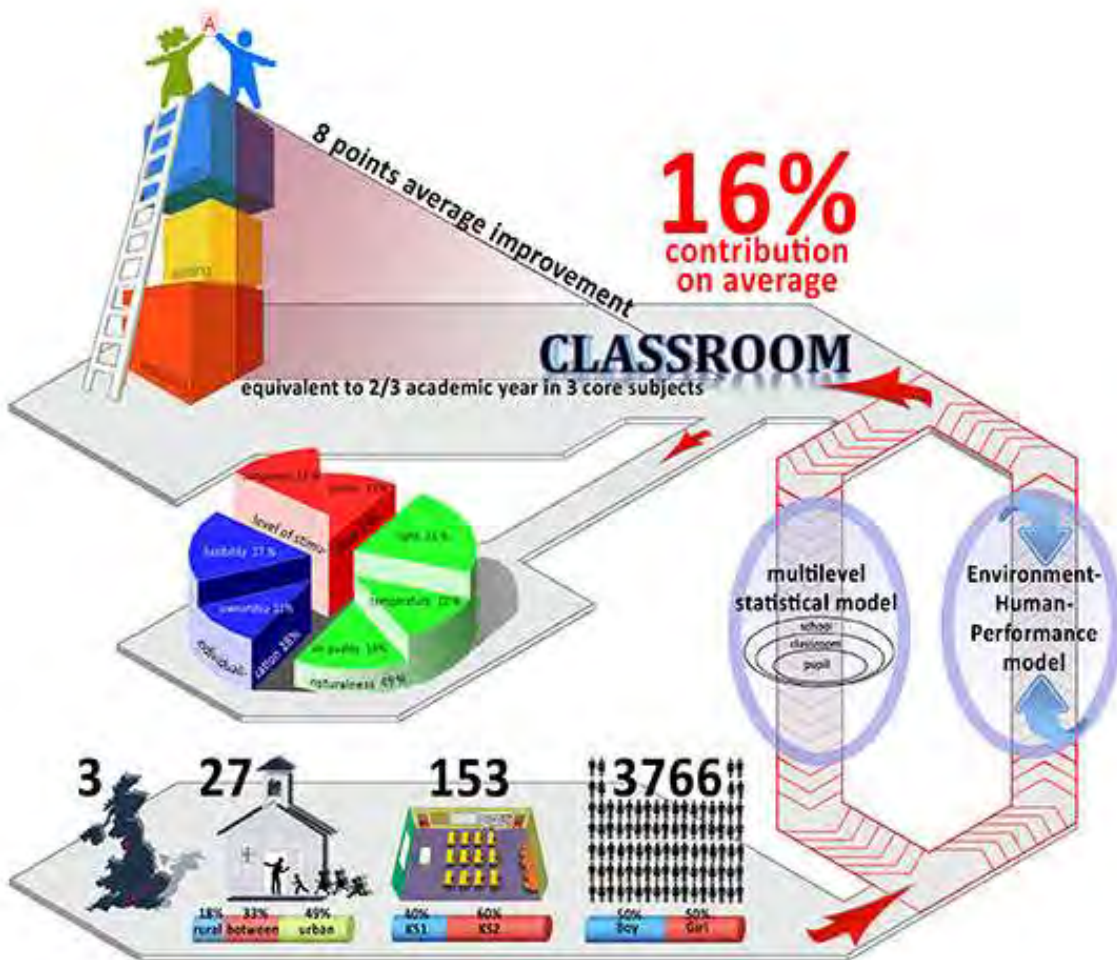 A
8 points average improvement
16%
contribution
on average
CLASSROOM
equivalent to 2/3 academic year in 3 core subjects
level of stimu-
light 21%
flexibility 17%
temperature 12%
ownership 11%
air quality 16%
individuali-
zation 28%
naturalness 49%
multilevel
statistical model
school
classroom
pupil
Environment-
Human-
Performance
model
3
27
153
3766
18% 33% 49%
rural between urban
40% 60%
KS1 KS2
50% 50%
Boy Girl